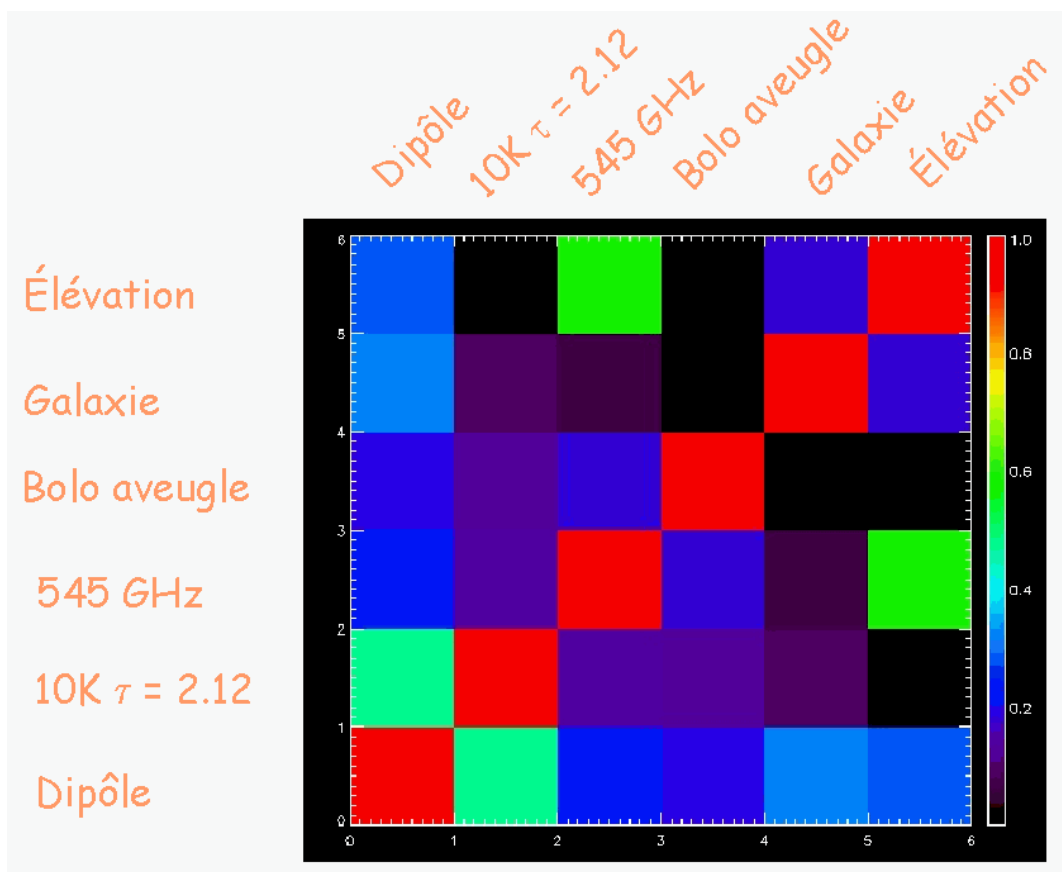 Dipôle
10K τ = 2.12
545 GHz
Bolo aveugle
Galaxie
Élévation
Élévation
Galaxie
Bolo aveugle
545 GHz
10K τ = 2.12
Dipôle
6
5
4
3
2
1
0
0 1 2 3 4 5 6
1.0
0.8
0.6
0.4
0.2